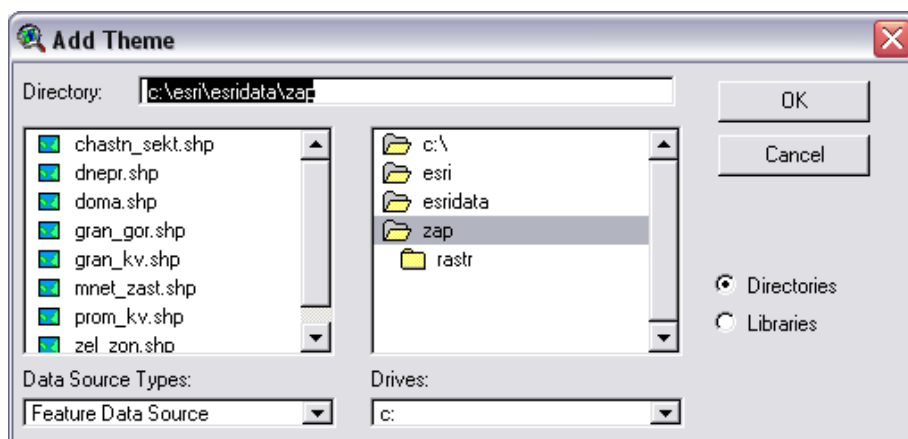 Add Theme
Directory:
c:\esri\esridata\zap
OK
Cancel
chastn_sekt.shp
dnepr.shp
doma.shp
gran_gor.shp
gran_kv.shp
mnet_zast.shp
prom_kv.shp
zel_zon.shp
c:\
esri
esridata
zap
rastr
Directories
Libraries
Data Source Types:
Feature Data Source
Drives:
c: